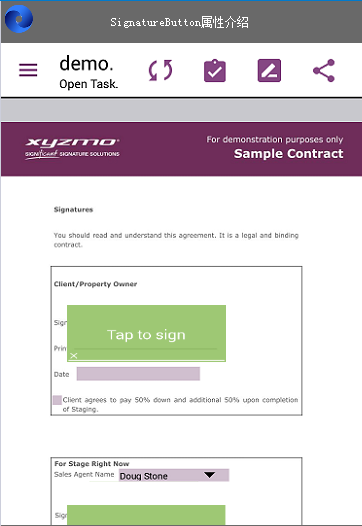 SignatureButton属性介绍
demo.
Open Task.
xyzmo
SIGNificant SIGNATURE SOLUTIONS
For demonstration purposes only
Sample Contract
Signatures
You should read and understand this agreement. It is a legal and binding
contract.
Client/Property Owner
Sig
Tap to sign
Prin
Date
Client agrees to pay 50% down and additional 50% upon completion
of Staging.
For Stage Right Now
Sales Agent Name Doug Stone
Sig